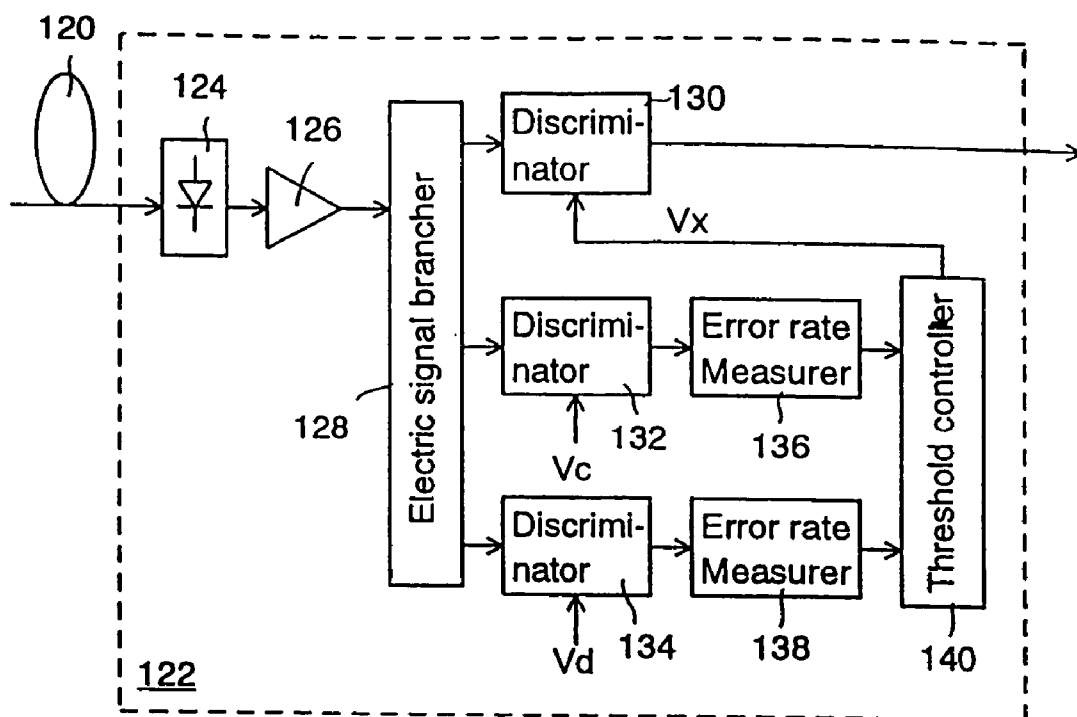 120
124
126
Electric signal brancher
128
Discrimi-
nator
130
Vx
Discrimi-
nator
132
Vc
Error rate
Measurer
136
Discrimi-
nator
134
Vd
Error rate
Measurer
138
Threshold controller
140
122